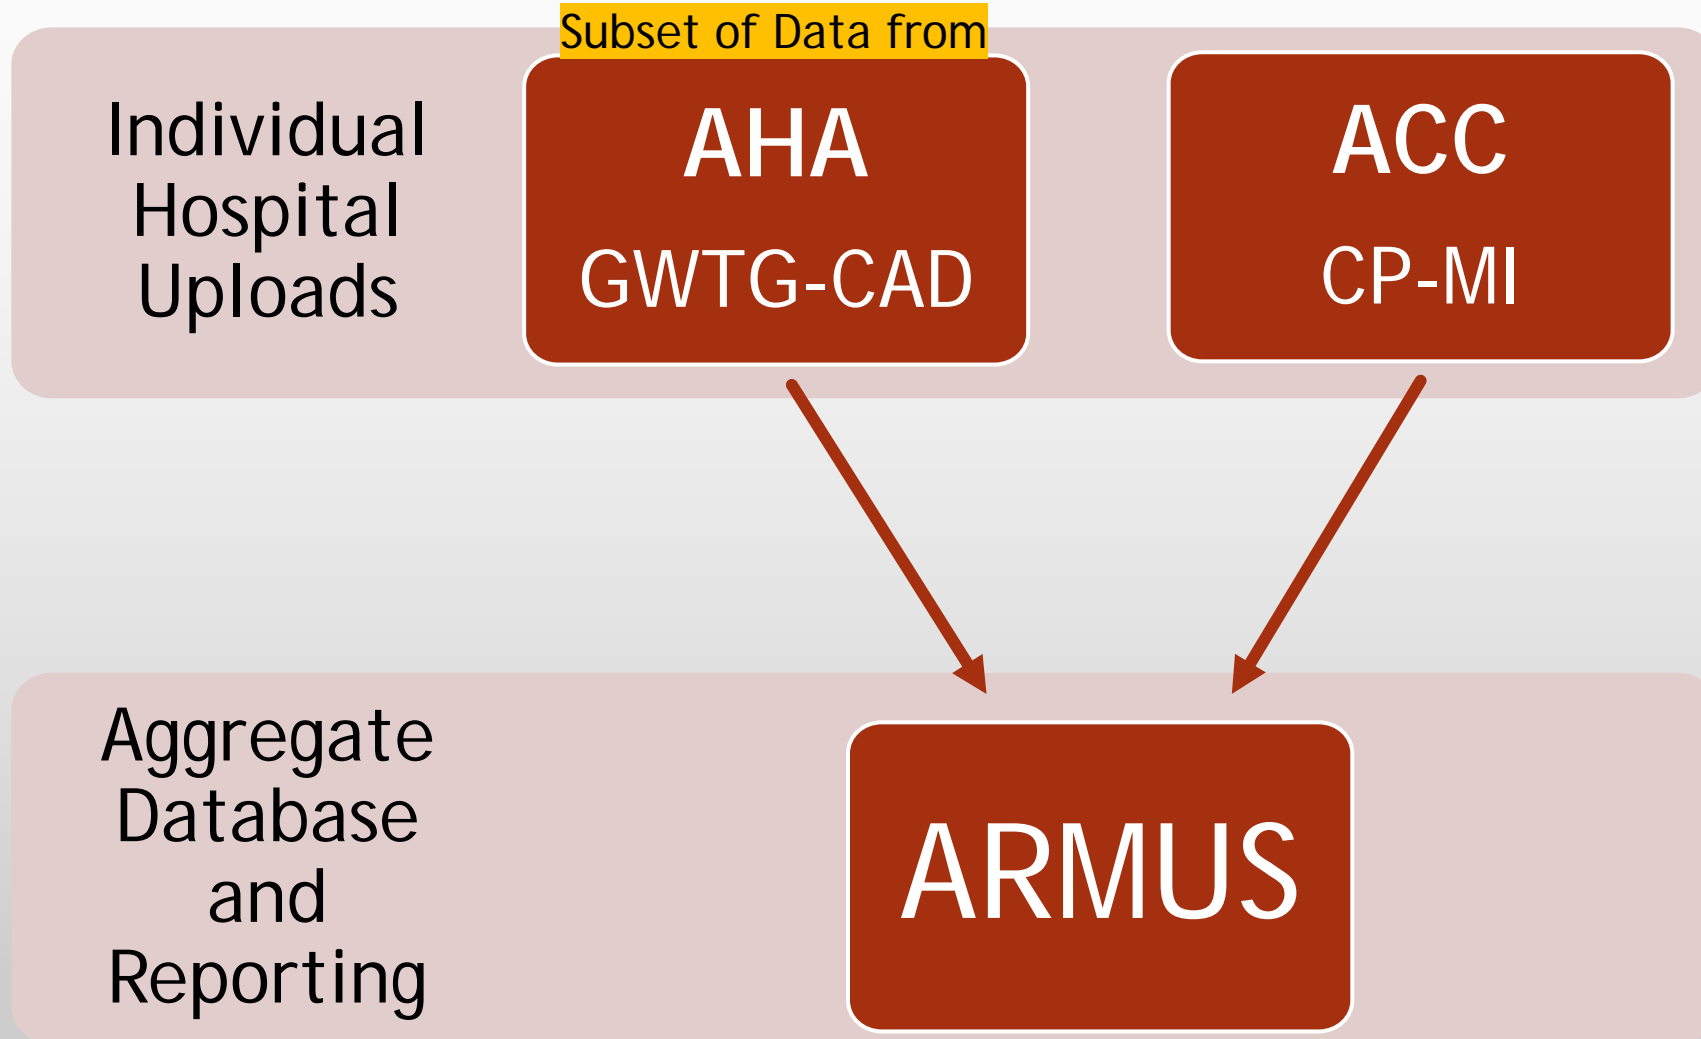 Subset of Data from
Individual
Hospital
Uploads
AHA
GWTG-CAD
ACC
CP-MI
Aggregate
Database
and
Reporting
ARMUS